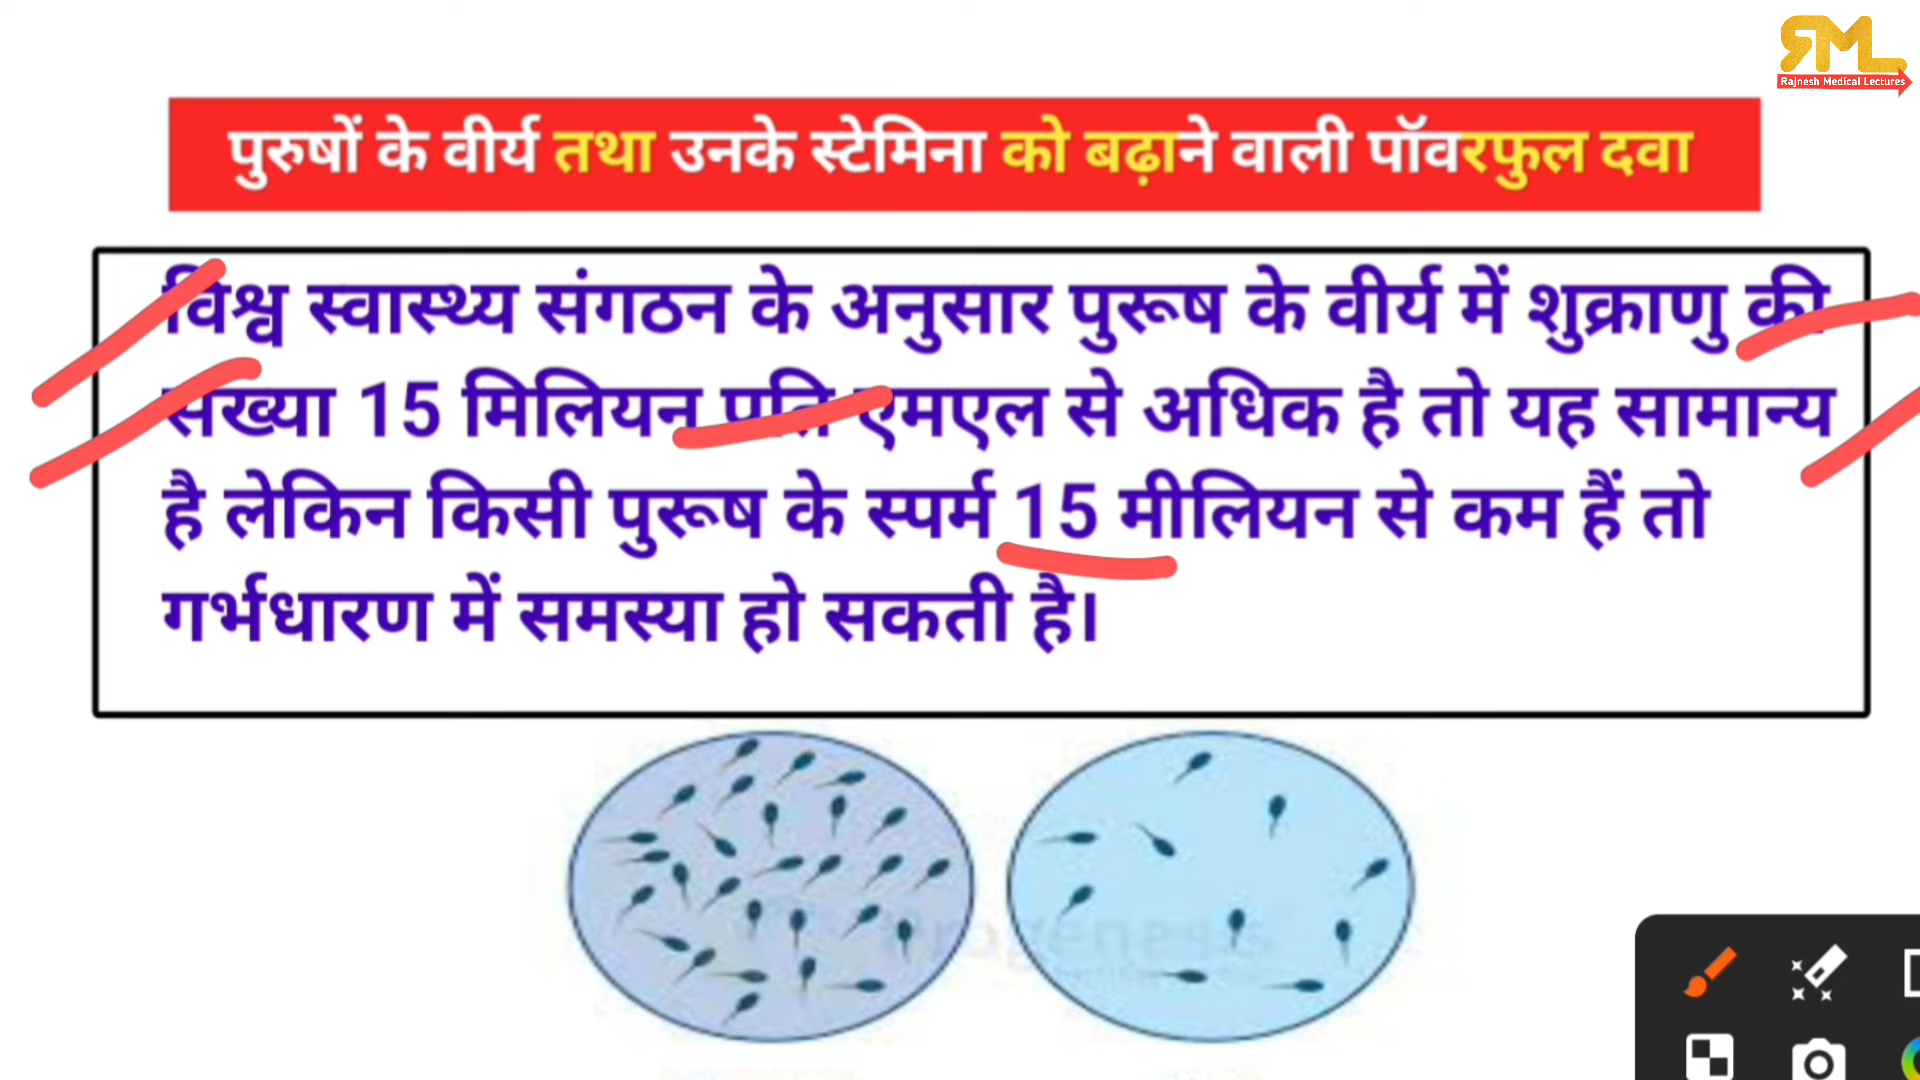 RML
Rajnesh Medical Lectures
पुरुषों के वीर्य तथा उनके स्टेमिना को बढ़ाने वाली पॉवरफुल दवा
विश्व स्वास्थ्य संगठन के अनुसार पुरूष के वीर्य में शुक्राणु की
संख्या 15 मिलियन प्रति एमएल से अधिक है तो यह सामान्य
है लेकिन किसी पुरूष के स्पर्म 15 मीलियन से कम हैं तो
गर्भधारण में समस्या हो सकती है।
Progenesis